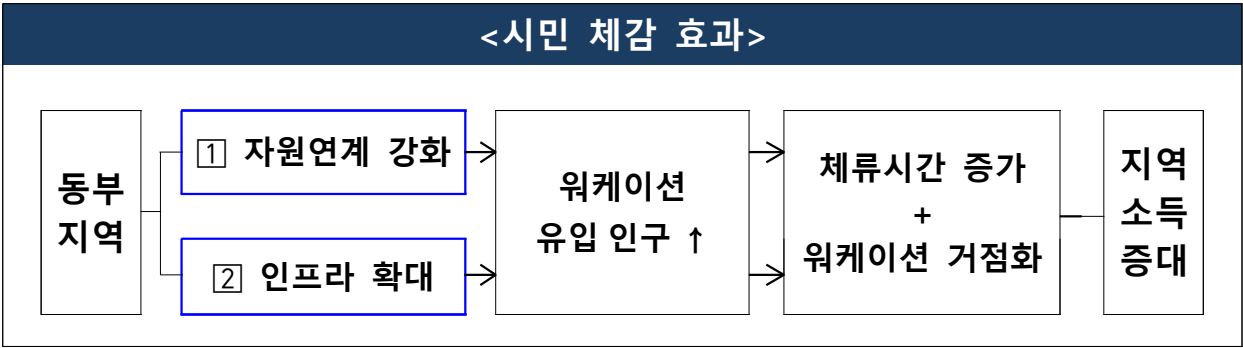 <시민 체감 효과>
동부
지역
1 자원연계 강화
2 인프라 확대
워케이션
유입 인구 ↑
체류시간 증가
+
워케이션 거점화
지역
소득
증대